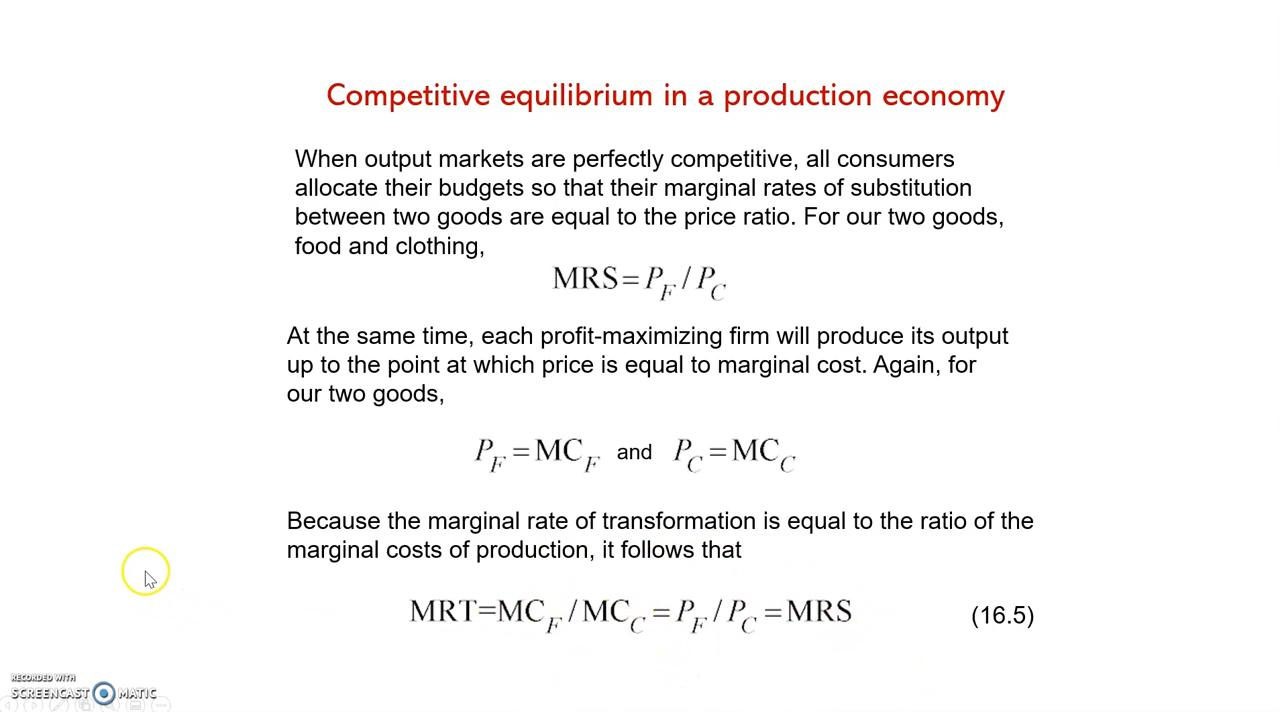 Competitive equilibrium in a production economy
When output markets are perfectly competitive, all consumers
allocate their budgets so that their marginal rates of substitution
between two goods are equal to the price ratio. For our two goods,
food and clothing,
MRS=P_F / P_C
At the same time, each profit-maximizing firm will produce its output
up to the point at which price is equal to marginal cost. Again, for
our two goods,
P_F = MC_F and P_C = MC_C
Because the marginal rate of transformation is equal to the ratio of the
marginal costs of production, it follows that
MRT=MC_F / MC_C = P_F / P_C = MRS (16.5)
RECORDED WITH
SCREENCAST MATIC